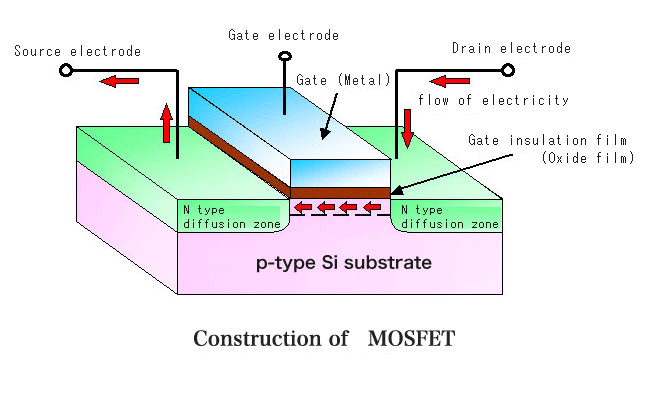 Gate electrode
Source electrode
Drain electrode
Gate (Metal)
flow of electricity
Gate insulation film
(Oxide film)
N type
diffusion zone
N type
diffusion zone
p-type Si substrate
Construction of MOSFET